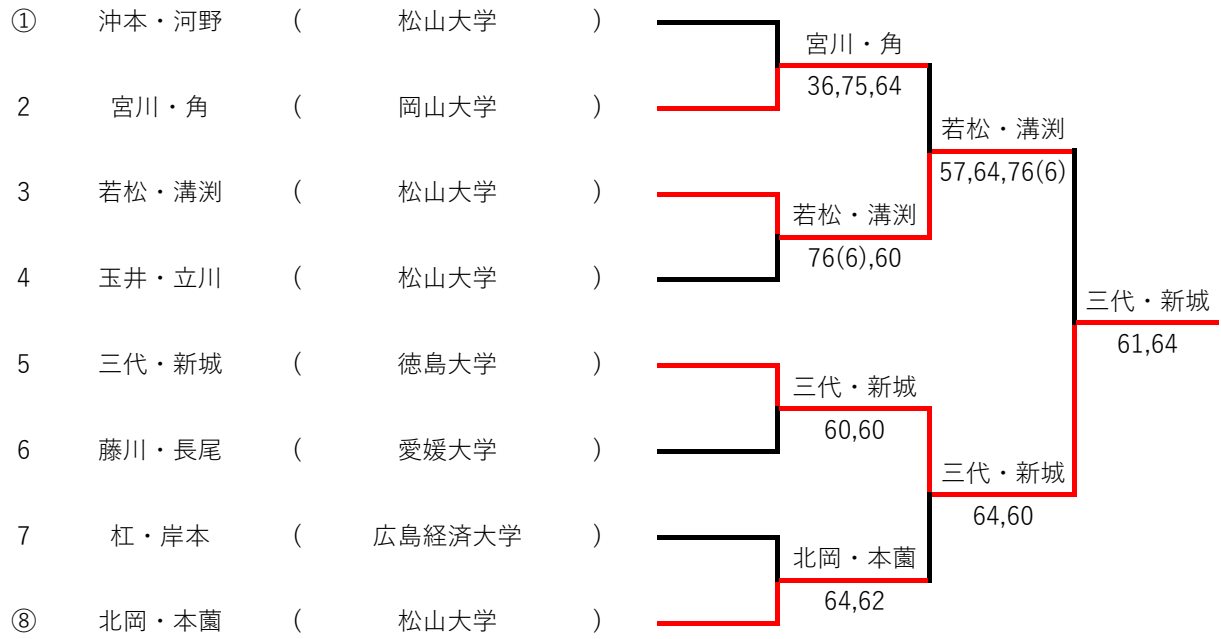 ① 沖本・河野 ( 松山大学 )
宮川・角
36,75,64
2 宮川・角 ( 岡山大学 )
若松・溝渕
57,64,76(6)
3 若松・溝渕 ( 松山大学 )
若松・溝渕
76(6),60
4 玉井・立川 ( 松山大学 )
三代・新城
61,64
5 三代・新城 ( 徳島大学 )
三代・新城
60,60
6 藤川・長尾 ( 愛媛大学 )
三代・新城
64,60
7 杠・岸本 ( 広島経済大学 )
北岡・本薗
64,62
⑧ 北岡・本薗 ( 松山大学 )